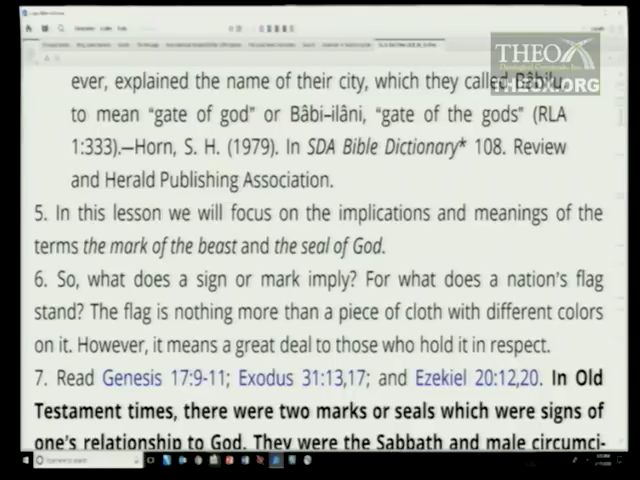 THEO
THEOX.ORG
ever, explained the name of their city, which they called, Bâbilu
to mean “gate of god” or Bâbi-ilâni, “gate of the gods” (RLA
1:333).—Horn, S. H. (1979). In SDA Bible Dictionary* 108. Review
and Herald Publishing Association.
5. In this lesson we will focus on the implications and meanings of the
terms the mark of the beast and the seal of God.
6. So, what does a sign or mark imply? For what does a nation’s flag
stand? The flag is nothing more than a piece of cloth with different colors
on it. However, it means a great deal to those who hold it in respect.
7. Read Genesis 17:9-11; Exodus 31:13,17; and Ezekiel 20:12,20. In Old
Testament times, there were two marks or seals which were signs of
one’s relationship to God. They were the Sabbath and male circumci-